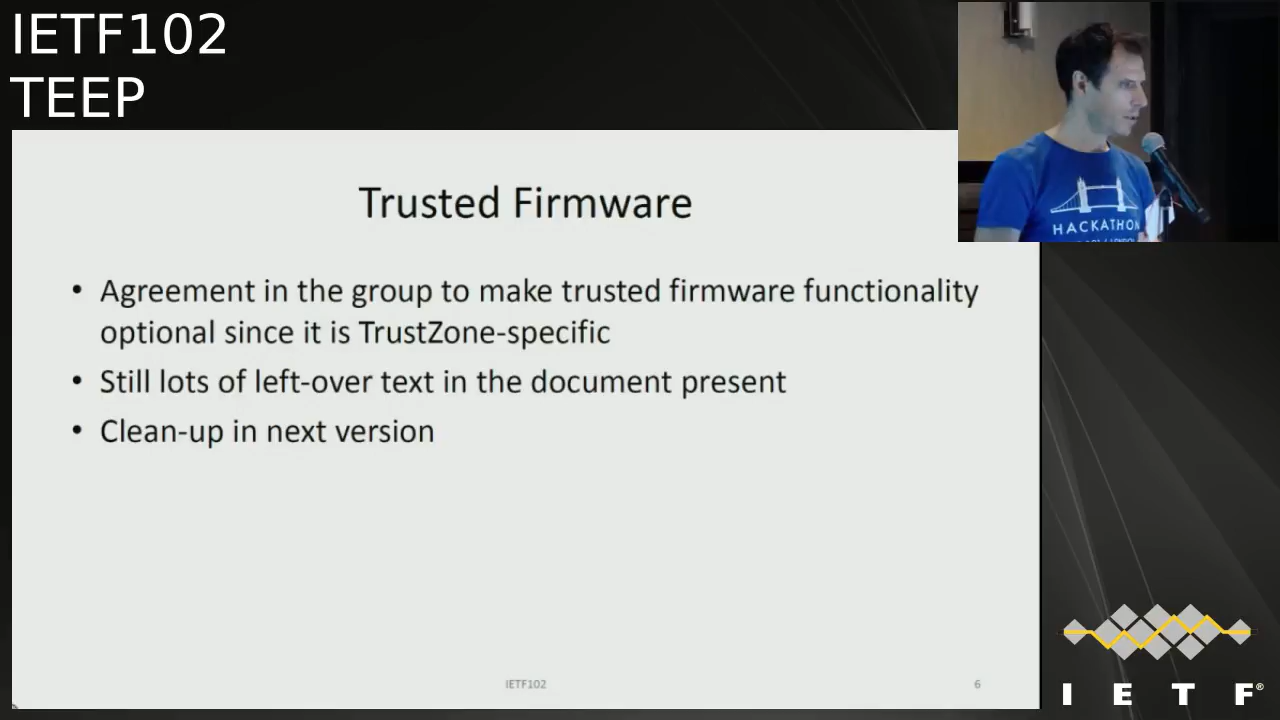 IETF102
TEEP
Trusted Firmware
• Agreement in the group to make trusted firmware functionality
optional since it is TrustZone-specific
• Still lots of left-over text in the document present
• Clean-up in next version
HACKATHON
IETF102
6
I E T F®